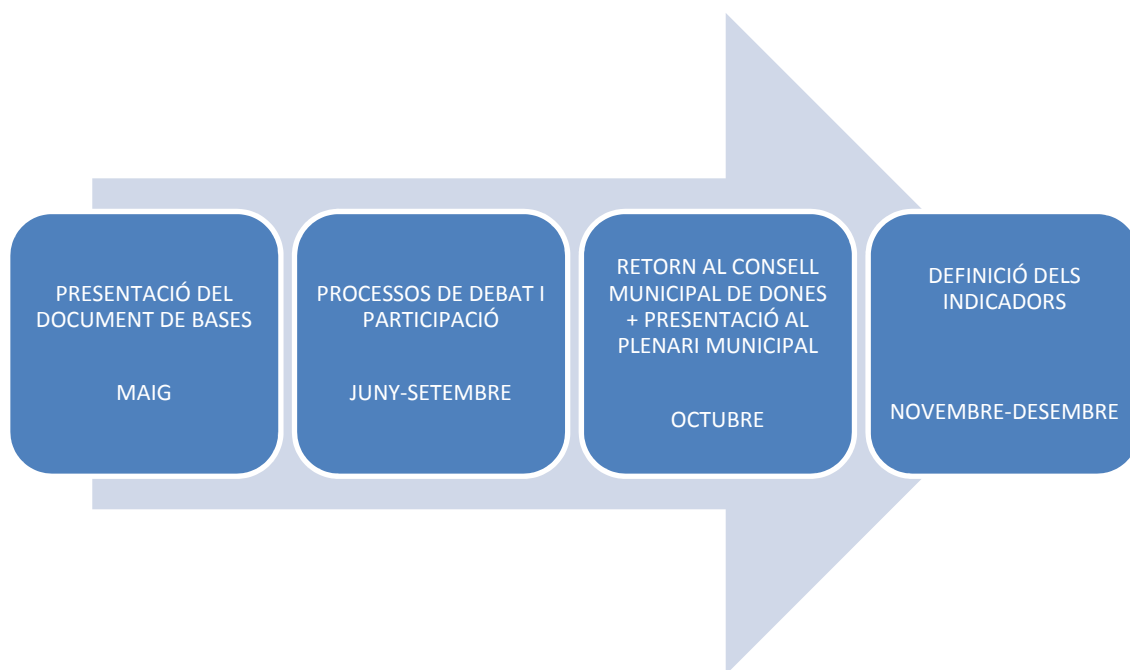 PRESENTACIÓ DEL
DOCUMENT DE BASES
MAIG
PROCESSOS DE DEBAT I
PARTICIPACIÓ
JUNY-SETEMBRE
RETORN AL CONSELL
MUNICIPAL DE DONES
+ PRESENTACIÓ AL
PLENARI MUNICIPAL
OCTUBRE
DEFINICIÓ DELS
INDICADORS
NOVEMBRE-DESEMBRE